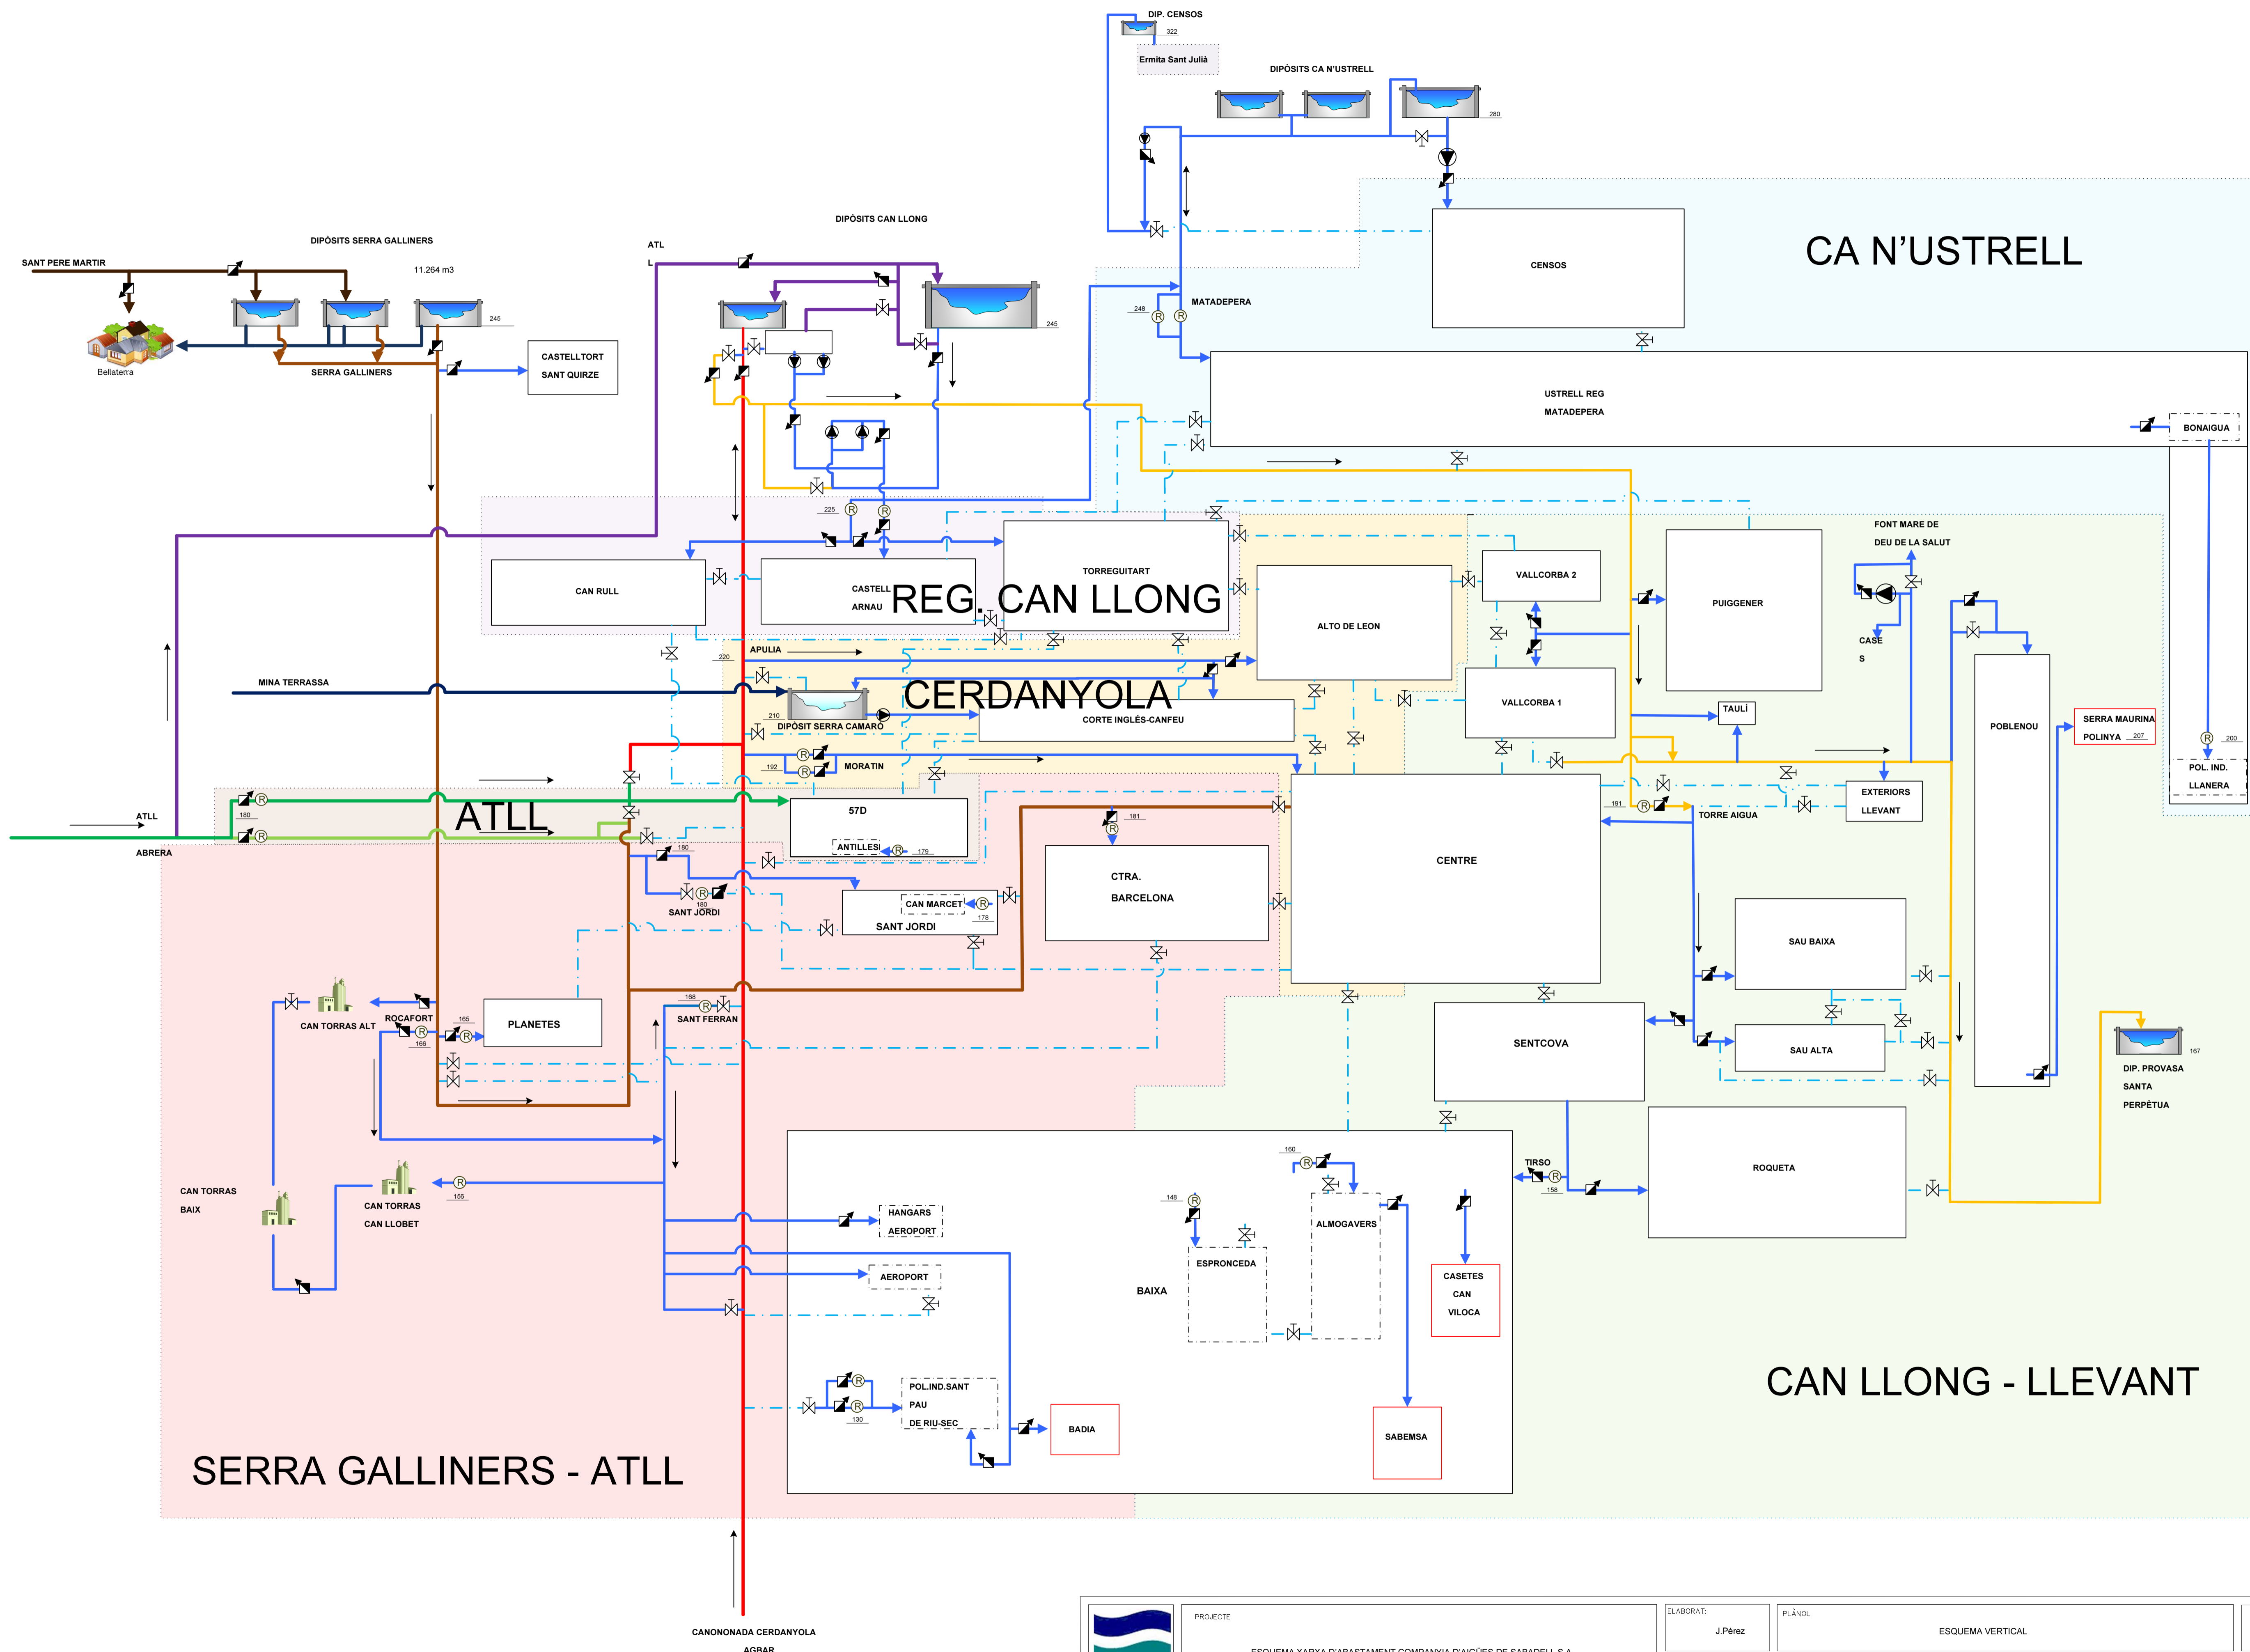 DIP. CENSOS
322
Ermita Sant Julià
DIPÒSITS CA N'USTRELL
280
DIPÒSITS CAN LLONG
DIPÒSITS SERRA GALLINERS
11.264 m3
SANT PERE MARTIR
ATL
L
CA N'USTRELL
CENSOS
245
245
248
MATADEPERA
Bellaterra
SERRA GALLINERS
CASTELLTORT
SANT QUIRZE
USTRELL REG
MATADEPERA
BONAIGUA
225
FONT MARE DE
DEU DE LA SALUT
CAN RULL
CASTELL
ARNAU
TORREGUITART
REG. CAN LLONG
VALLCORBA 2
PUIGGENER
ALTO DE LEON
CASE
S
APULIA
220
MINA TERRASSA
CERDANYOLA
210
DIPÒSIT SERRA CAMARÓ
CORTE INGLÉS-CANFEU
VALLCORBA 1
TAULÌ
POBLENOU
SERRA MAURINA
POLINYA 207
200
192
MORATIN
POL. IND.
LLANERA
ATLL
ABRERA
180
ATLL
57D
ANTILLES
179
181
191
TORRE AIGUA
EXTERIORS
LLEVANT
180
180
SANT JORDI
CAN MARCET
178
SANT JORDI
CTRA.
BARCELONA
CENTRE
SAU BAIXA
CAN TORRAS ALT
ROCAFORT
166
165
PLANETES
168
SANT FERRAN
SENTCOVA
SAU ALTA
167
DIP. PROVASA
SANTA
PERPÈTUA
CAN TORRAS
BAIX
CAN TORRAS
CAN LLOBET
156
160
148
TIRSO
158
ROQUETA
HANGARS
AEROPORT
AEROPORT
BAIXA
ESPRONCEDA
ALMOGAVERS
CASETES
CAN
VILOCA
130
POL.IND.SANT
PAU
DE RIU-SEC
BADIA
SABEMSA
CAN LLONG - LLEVANT
SERRA GALLINERS - ATLL
CANONONADA CERDANYOLA
AGBAR
PROJECTE
ESQUEMA XARXA D'ABASTAMENT COMPANYIA D'AIGÜES DE SABADELL S.A.
ELABORAT:
J.Pérez
PLÀNOL
ESQUEMA VERTICAL